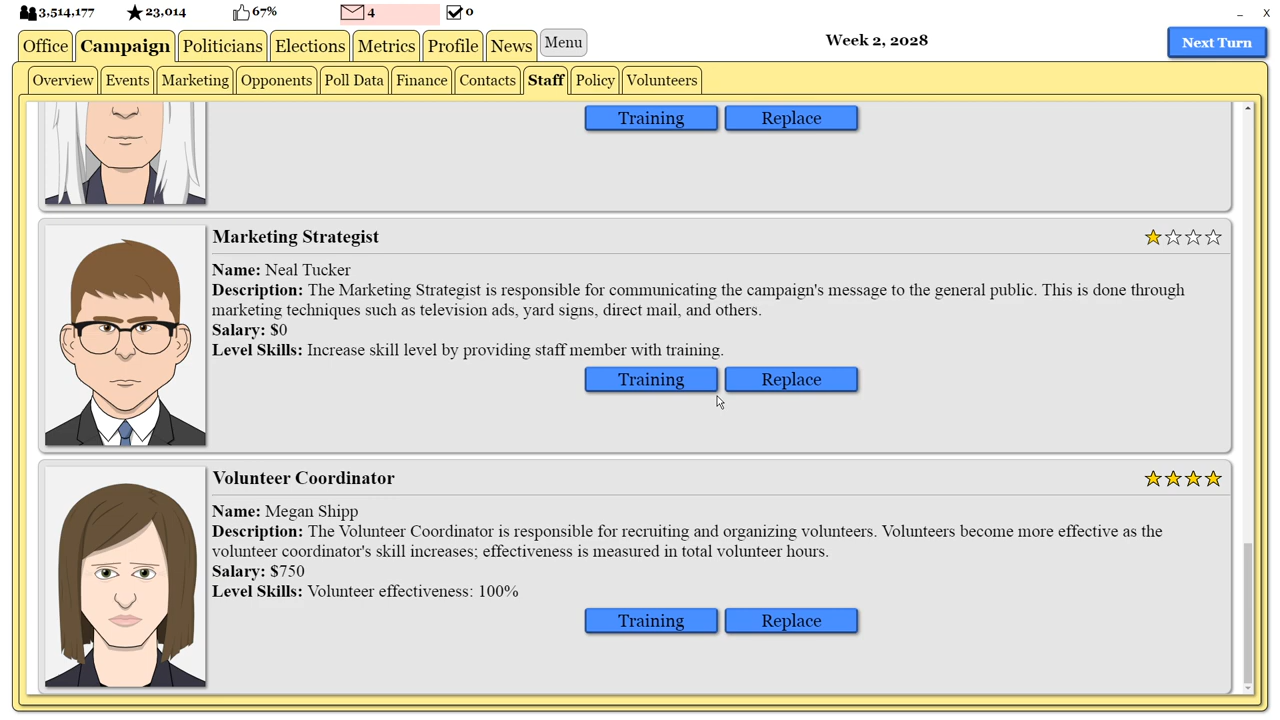 3,514,177 23,014 67% 4 0 _ X
Office Campaign Politicians Elections Metrics Profile News Menu Week 2, 2028 Next Turn
Overview Events Marketing Opponents Poll Data Finance Contacts Staff Policy Volunteers
Training Replace
Marketing Strategist
Name: Neal Tucker
Description: The Marketing Strategist is responsible for communicating the campaign's message to the general public. This is done through
marketing techniques such as television ads, yard signs, direct mail, and others.
Salary: $0
Level Skills: Increase skill level by providing staff member with training.
Training Replace
Volunteer Coordinator
Name: Megan Shipp
Description: The Volunteer Coordinator is responsible for recruiting and organizing volunteers. Volunteers become more effective as the
volunteer coordinator's skill increases; effectiveness is measured in total volunteer hours.
Salary: $750
Level Skills: Volunteer effectiveness: 100%
Training Replace